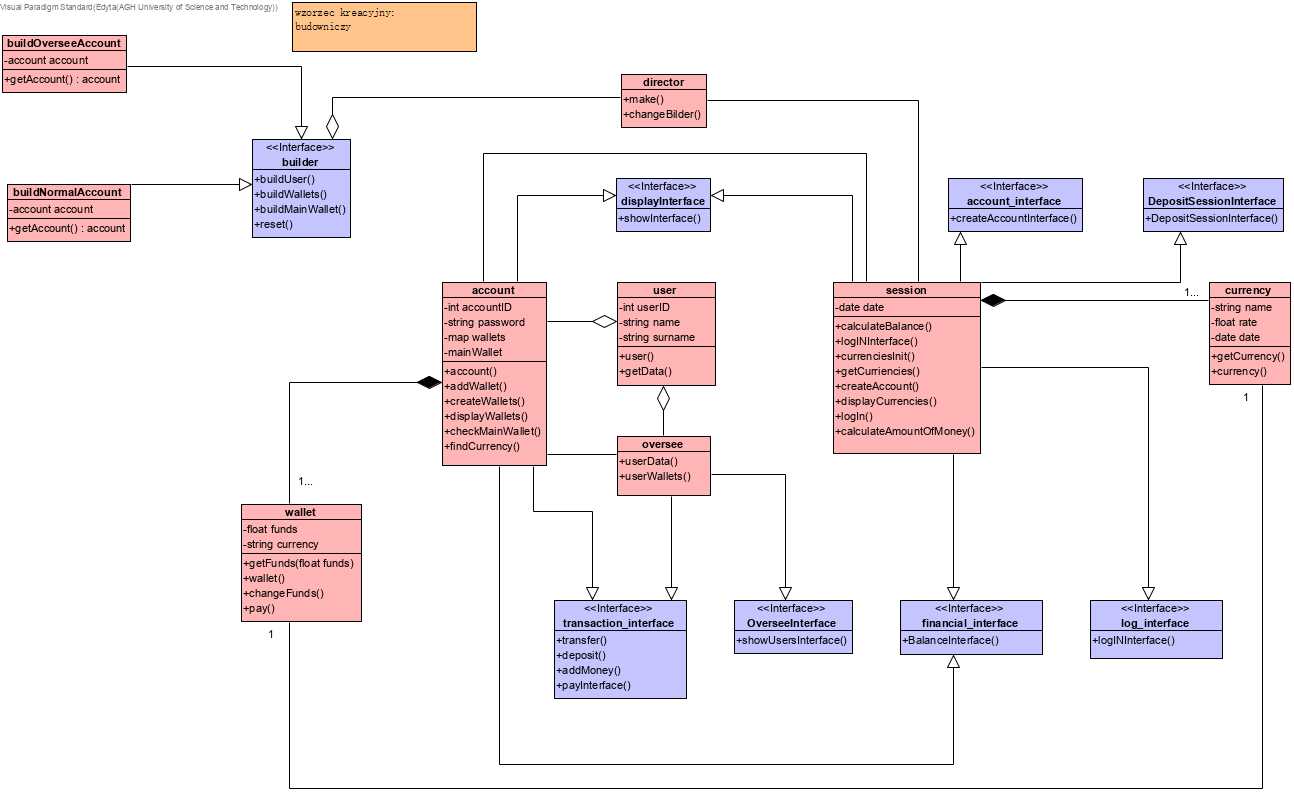 Visual Paradigm Standard(Edyta(AGH University of Science and Technology))
wzorzec kreacyjny:
budowniczy
buildOverseeAccount
-account account
+getAccount() : account
director
+make()
+changeBilder()
<<Interface>>
builder
+buildUser()
+buildWallets()
+buildMainWallet()
+reset()
buildNormalAccount
-account account
+getAccount() : account
<<Interface>>
displayInterface
+showInterface()
<<Interface>>
account_interface
+createAccountInterface()
<<Interface>>
DepositSessionInterface
+DepositSessionInterface()
account
-int accountID
-string password
-map wallets
-mainWallet
+account()
+addWallet()
+createWallets()
+displayWallets()
+checkMainWallet()
+findCurrency()
user
-int userID
-string name
-string surname
+user()
+getData()
session
-date date
+calculateBalance()
+logINInterface()
+currenciesInit()
+getCurriencies()
+createAccount()
+displayCurrencies()
+logIn()
+calculateAmountOfMoney()
1...
currency
-string name
-float rate
-date date
+getCurrency()
+currency()
1
oversee
+userData()
+userWallets()
1...
wallet
-float funds
-string currency
+getFunds(float funds)
+wallet()
+changeFunds()
+pay()
1
<<Interface>>
transaction_interface
+transfer()
+deposit()
+addMoney()
+payInterface()
<<Interface>>
OverseeInterface
+showUsersInterface()
<<Interface>>
financial_interface
+BalanceInterface()
<<Interface>>
log_interface
+logINInterface()